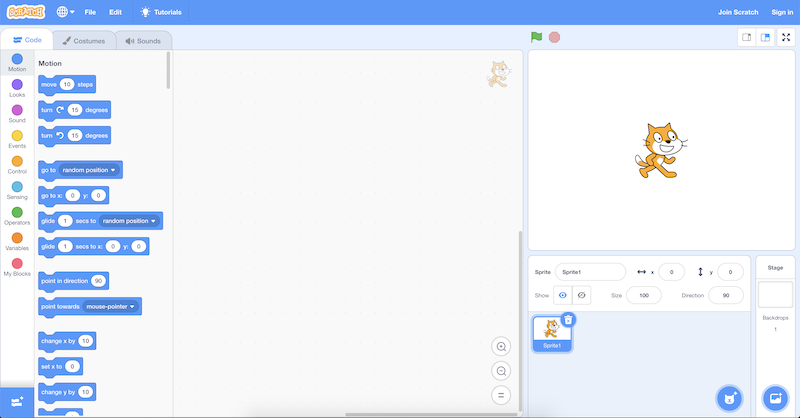 SCRATCH File Edit Tutorials Join Scratch Sign in
Code Costumes Sounds
Motion
Looks
Sound
Events
Control
Sensing
Operators
Variables
My Blocks
Motion
move 10 steps
turn 15 degrees
turn 15 degrees
go to random position
go to x: 0 y: 0
glide 1 secs to random position
glide 1 secs to x: 0 y: 0
point in direction 90
point towards mouse-pointer
change x by 10
set x to 0
change y by 10
Sprite Sprite1 x 0 y 0
Show Size 100 Direction 90
Sprite1
Stage
Backdrops
1